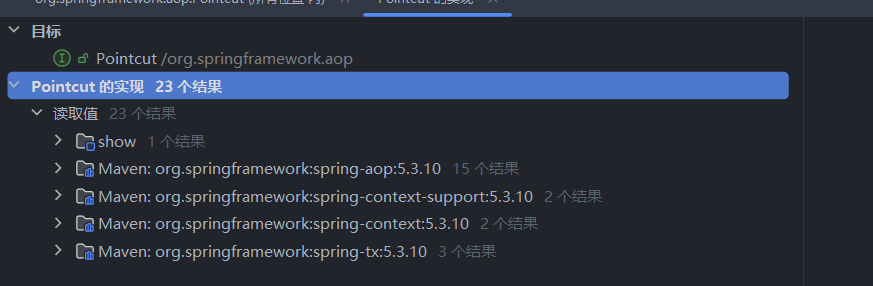 org.springframework.aop.Pointcut (所有位置 中) Pointcut 的实现
目标
Pointcut /org.springframework.aop
Pointcut 的实现 23 个结果
读取值 23 个结果
show 1 个结果
Maven: org.springframework:spring-aop:5.3.10 15 个结果
Maven: org.springframework:spring-context-support:5.3.10 2 个结果
Maven: org.springframework:spring-context:5.3.10 2 个结果
Maven: org.springframework:spring-tx:5.3.10 3 个结果